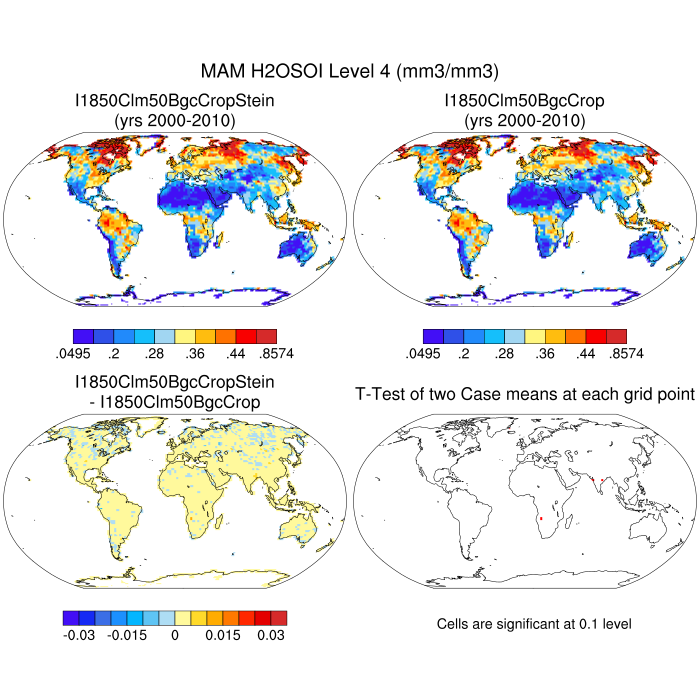 MAM H2OSOI Level 4 (mm3/mm3)
I1850Clm50BgcCropStein
(yrs 2000-2010)
I1850Clm50BgcCrop
(yrs 2000-2010)
.0495 .2 .28 .36 .44 .8574
.0495 .2 .28 .36 .44 .8574
I1850Clm50BgcCropStein
- I1850Clm50BgcCrop
T-Test of two Case means at each grid point
-0.03 -0.015 0 0.015 0.03
Cells are significant at 0.1 level